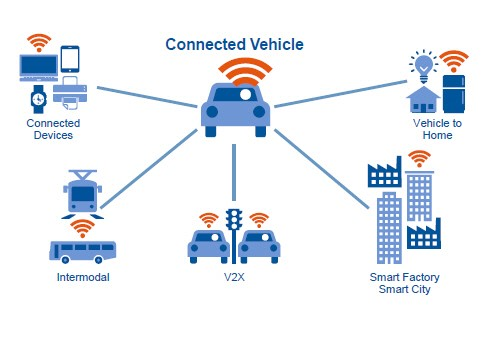 Connected Vehicle
Connected
Devices
Vehicle to
Home
Intermodal
V2X
Smart Factory
Smart City